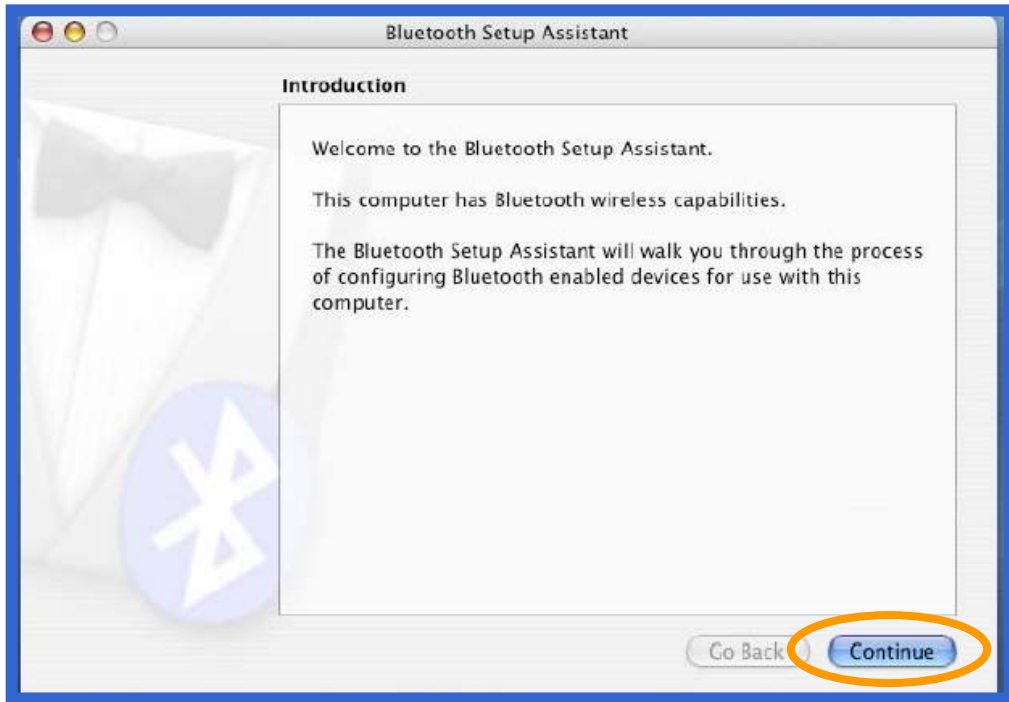 Bluetooth Setup Assistant
Introduction
Welcome to the Bluetooth Setup Assistant.
This computer has Bluetooth wireless capabilities.
The Bluetooth Setup Assistant will walk you through the process
of configuring Bluetooth enabled devices for use with this
computer.
Go Back
Continue